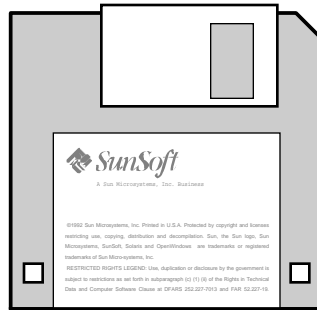 SunSoft
A Sun Microsystems, Inc. Business
©1992 Sun Microsystems, Inc. Printed in U.S.A. Protected by copyright and licenses
restricting use, copying, distribution and decompilation. Sun, the Sun logo, Sun
Microsystems, SunSoft, Solaris and OpenWindows are trademarks or registered
trademarks of Sun Micro-systems, Inc.
RESTRICTED RIGHTS LEGEND: Use, duplication or disclosure by the government is
subject to restrictions as set forth in subparagraph (c) (1) (ii) of the Rights in Technical
Data and Computer Software Clause at DFARS 252.227-7013 and FAR 52.227-19.